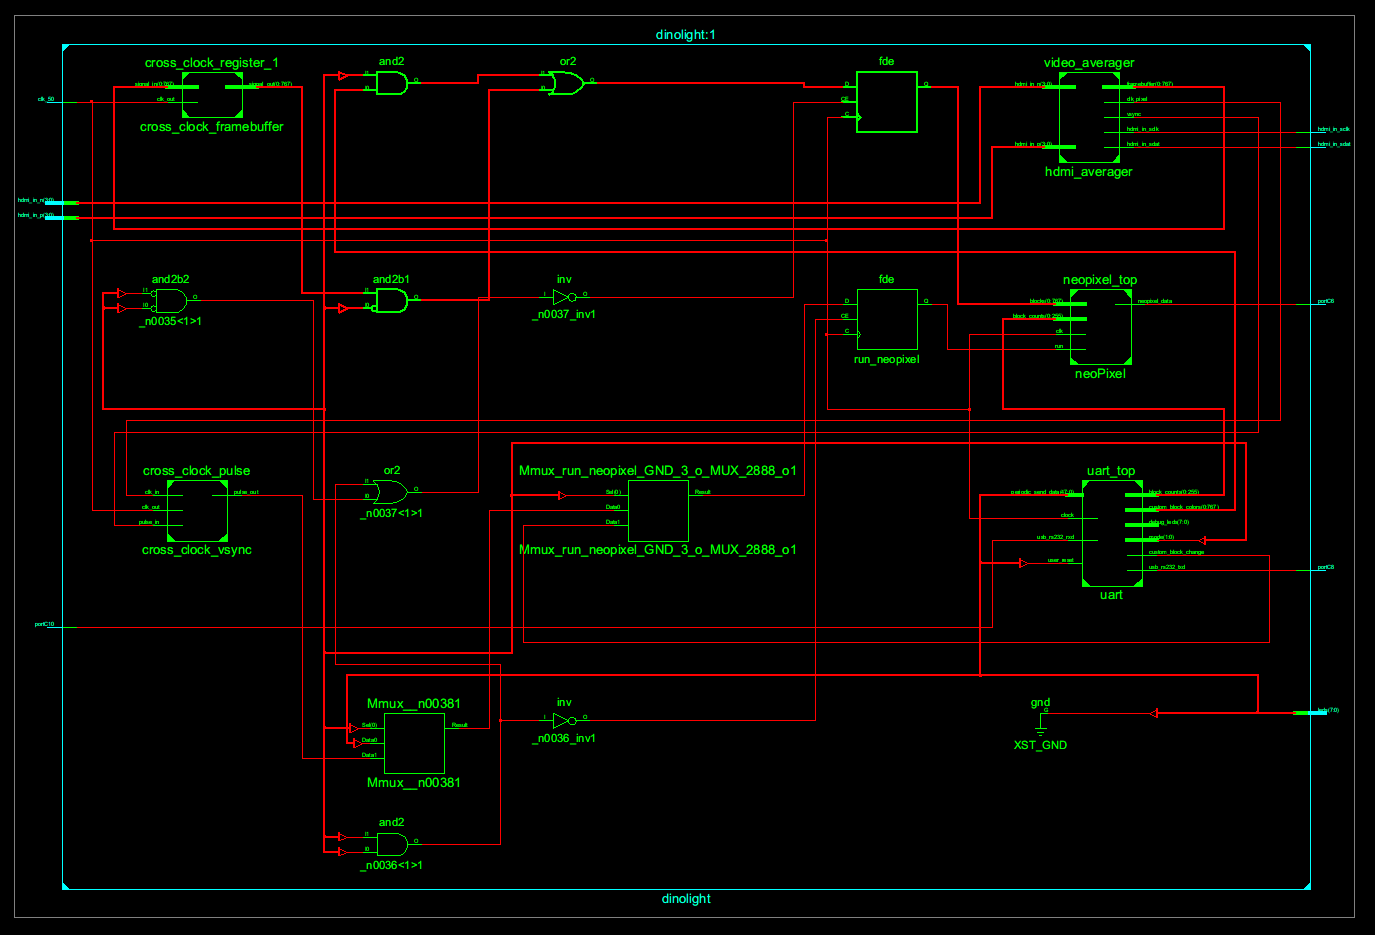 dinolight:1
cross_clock_register_1
signal_in(0:767)
signal_out(0:767)
clk_out
cross_clock_framebuffer
and2
I1
I0
O
or2
I1
I0
O
fde
D
CE
C
Q
video_averager
hdmi_in_n(3:0)
framebuffer(0:767)
clk_pixel
vsync
hdmi_in_sclk
hdmi_in_p(3:0)
hdmi_in_sdat
hdmi_averager
clk_50
hdmi_in_sclk
hdmi_in_sdat
hdmi_in_n(3:0)
hdmi_in_p(3:0)
and2b2
I1
I0
O
_n0035<1>1
and2b1
I1
I0
O
inv
I
O
_n0037_inv1
fde
D
CE
C
Q
run_neopixel
neopixel_top
blocks(0:767)
neopixel_data
block_counts(0:255)
clk
run
neoPixel
portC6
cross_clock_pulse
clk_in
pulse_out
clk_out
pulse_in
cross_clock_vsync
or2
I1
I0
O
_n0037<1>1
Mmux_run_neopixel_GND_3_o_MUX_2888_o1
Sel(0)
Result
Data0
Data1
Mmux_run_neopixel_GND_3_o_MUX_2888_o1
uart_top
block_counts(0:255)
custom_block_colors(0:767)
clock
debug_leds(7:0)
usb_rs232_rxd
mode(1:0)
custom_block_change
user_reset
usb_rs232_txd
uart
portC10
Mmux__n00381
Sel(0)
Result
Data0
Data1
Mmux__n00381
inv
I
O
_n0036_inv1
gnd
G
XST_GND
leds(7:0)
and2
I1
I0
O
_n0036<1>1
dinolight